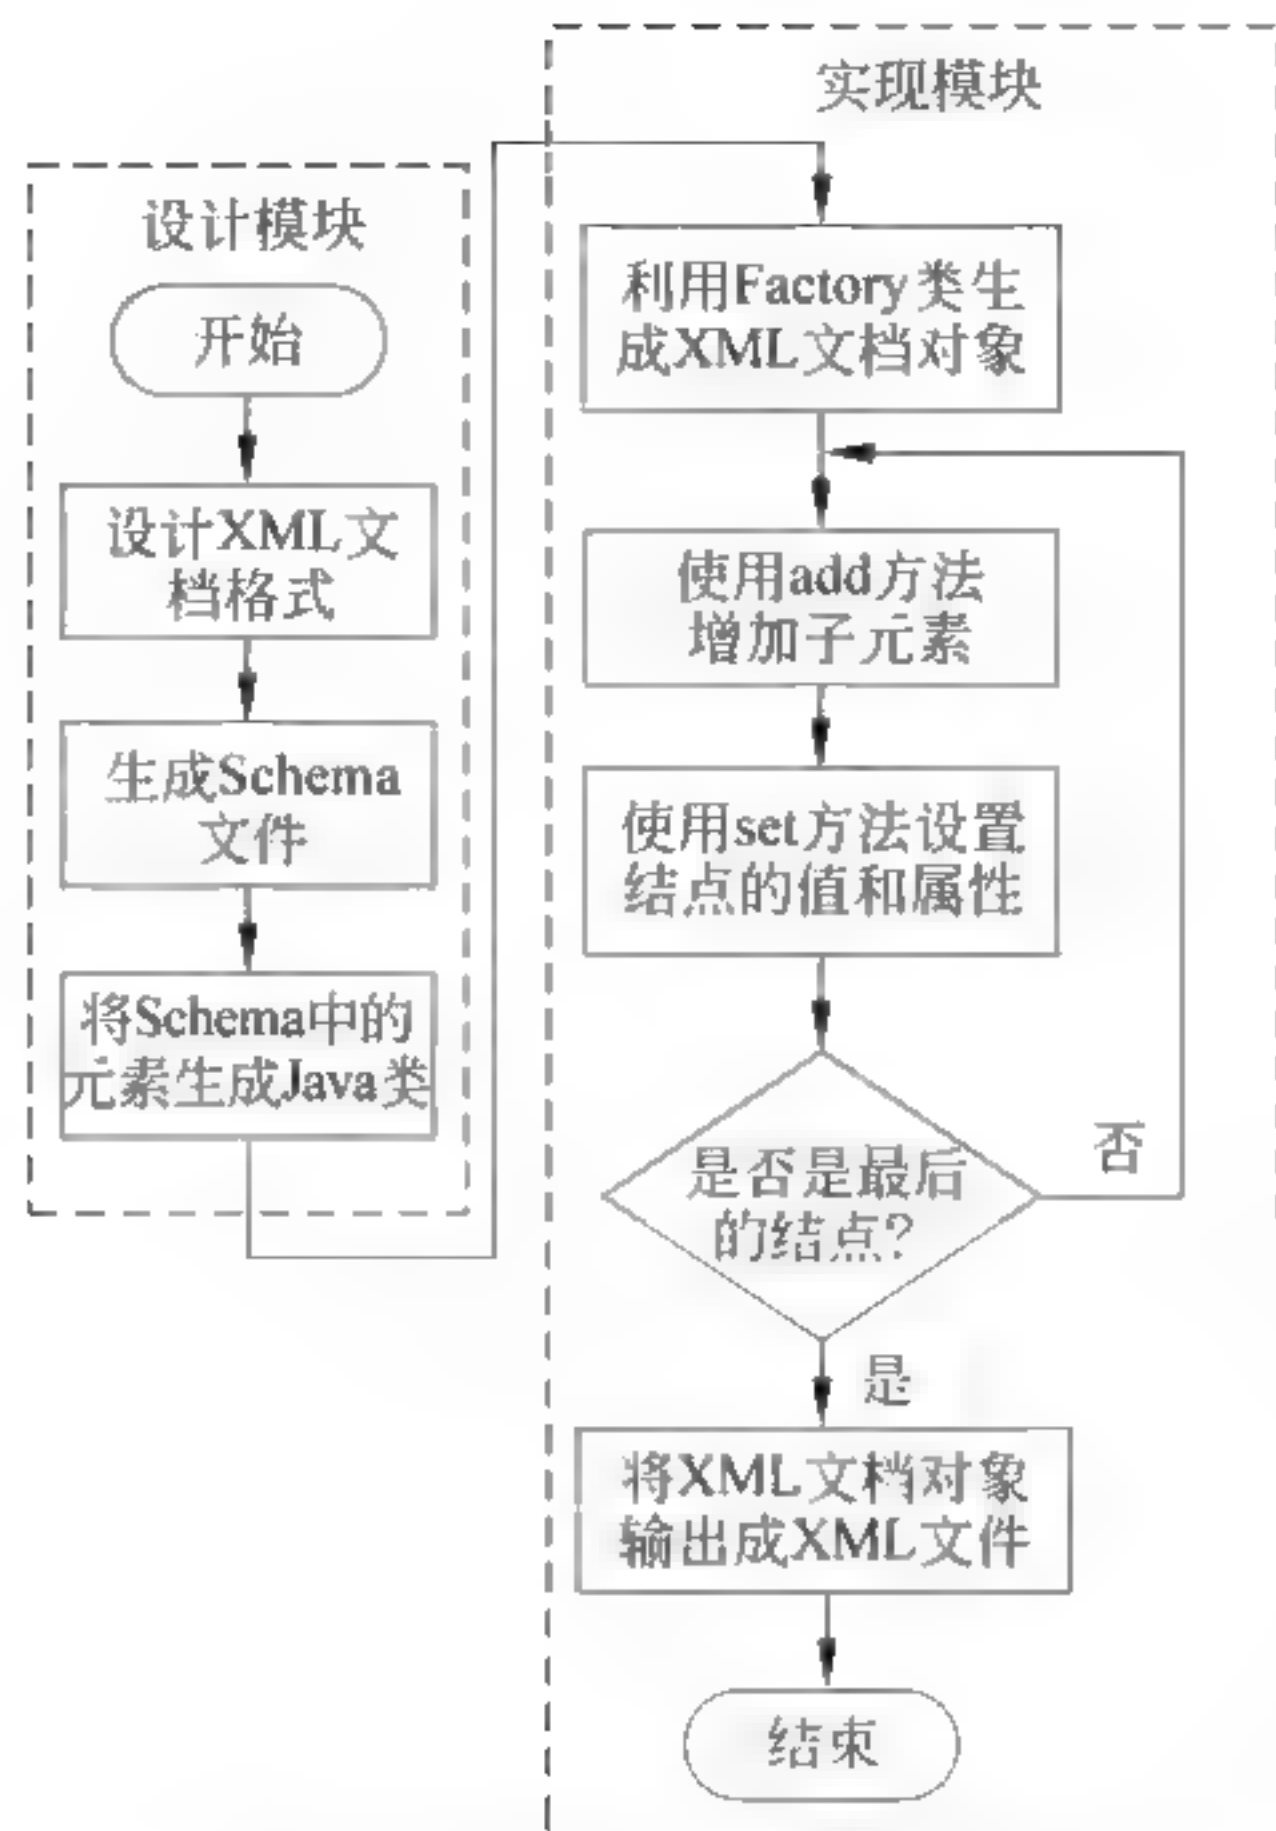 设计模块
开始
设计XML文
档格式
生成Schema
文件
将Schema中的
元素生成Java类
实现模块
利用Factory类生
成XML文档对象
使用add方法
增加子元素
使用set方法设置
结点的值和属性
是否是最后
的结点?
否
是
将XML文档对象
输出成XML文件
结束